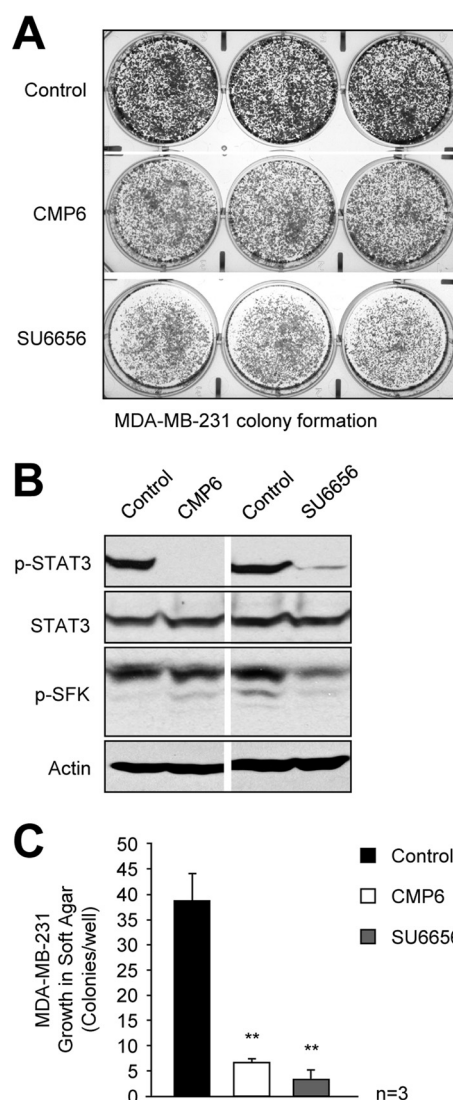 A
Control
CMP6
SU6656
MDA-MB-231 colony formation
B
Control CMP6 Control SU6656
p-STAT3
STAT3
p-SFK
Actin
C
MDA-MB-231
Growth in Soft Agar
(Colonies/well)
50
45
40
35
30
25
20
15
10
5
0
** **
Control
CMP6
SU6656
n=3